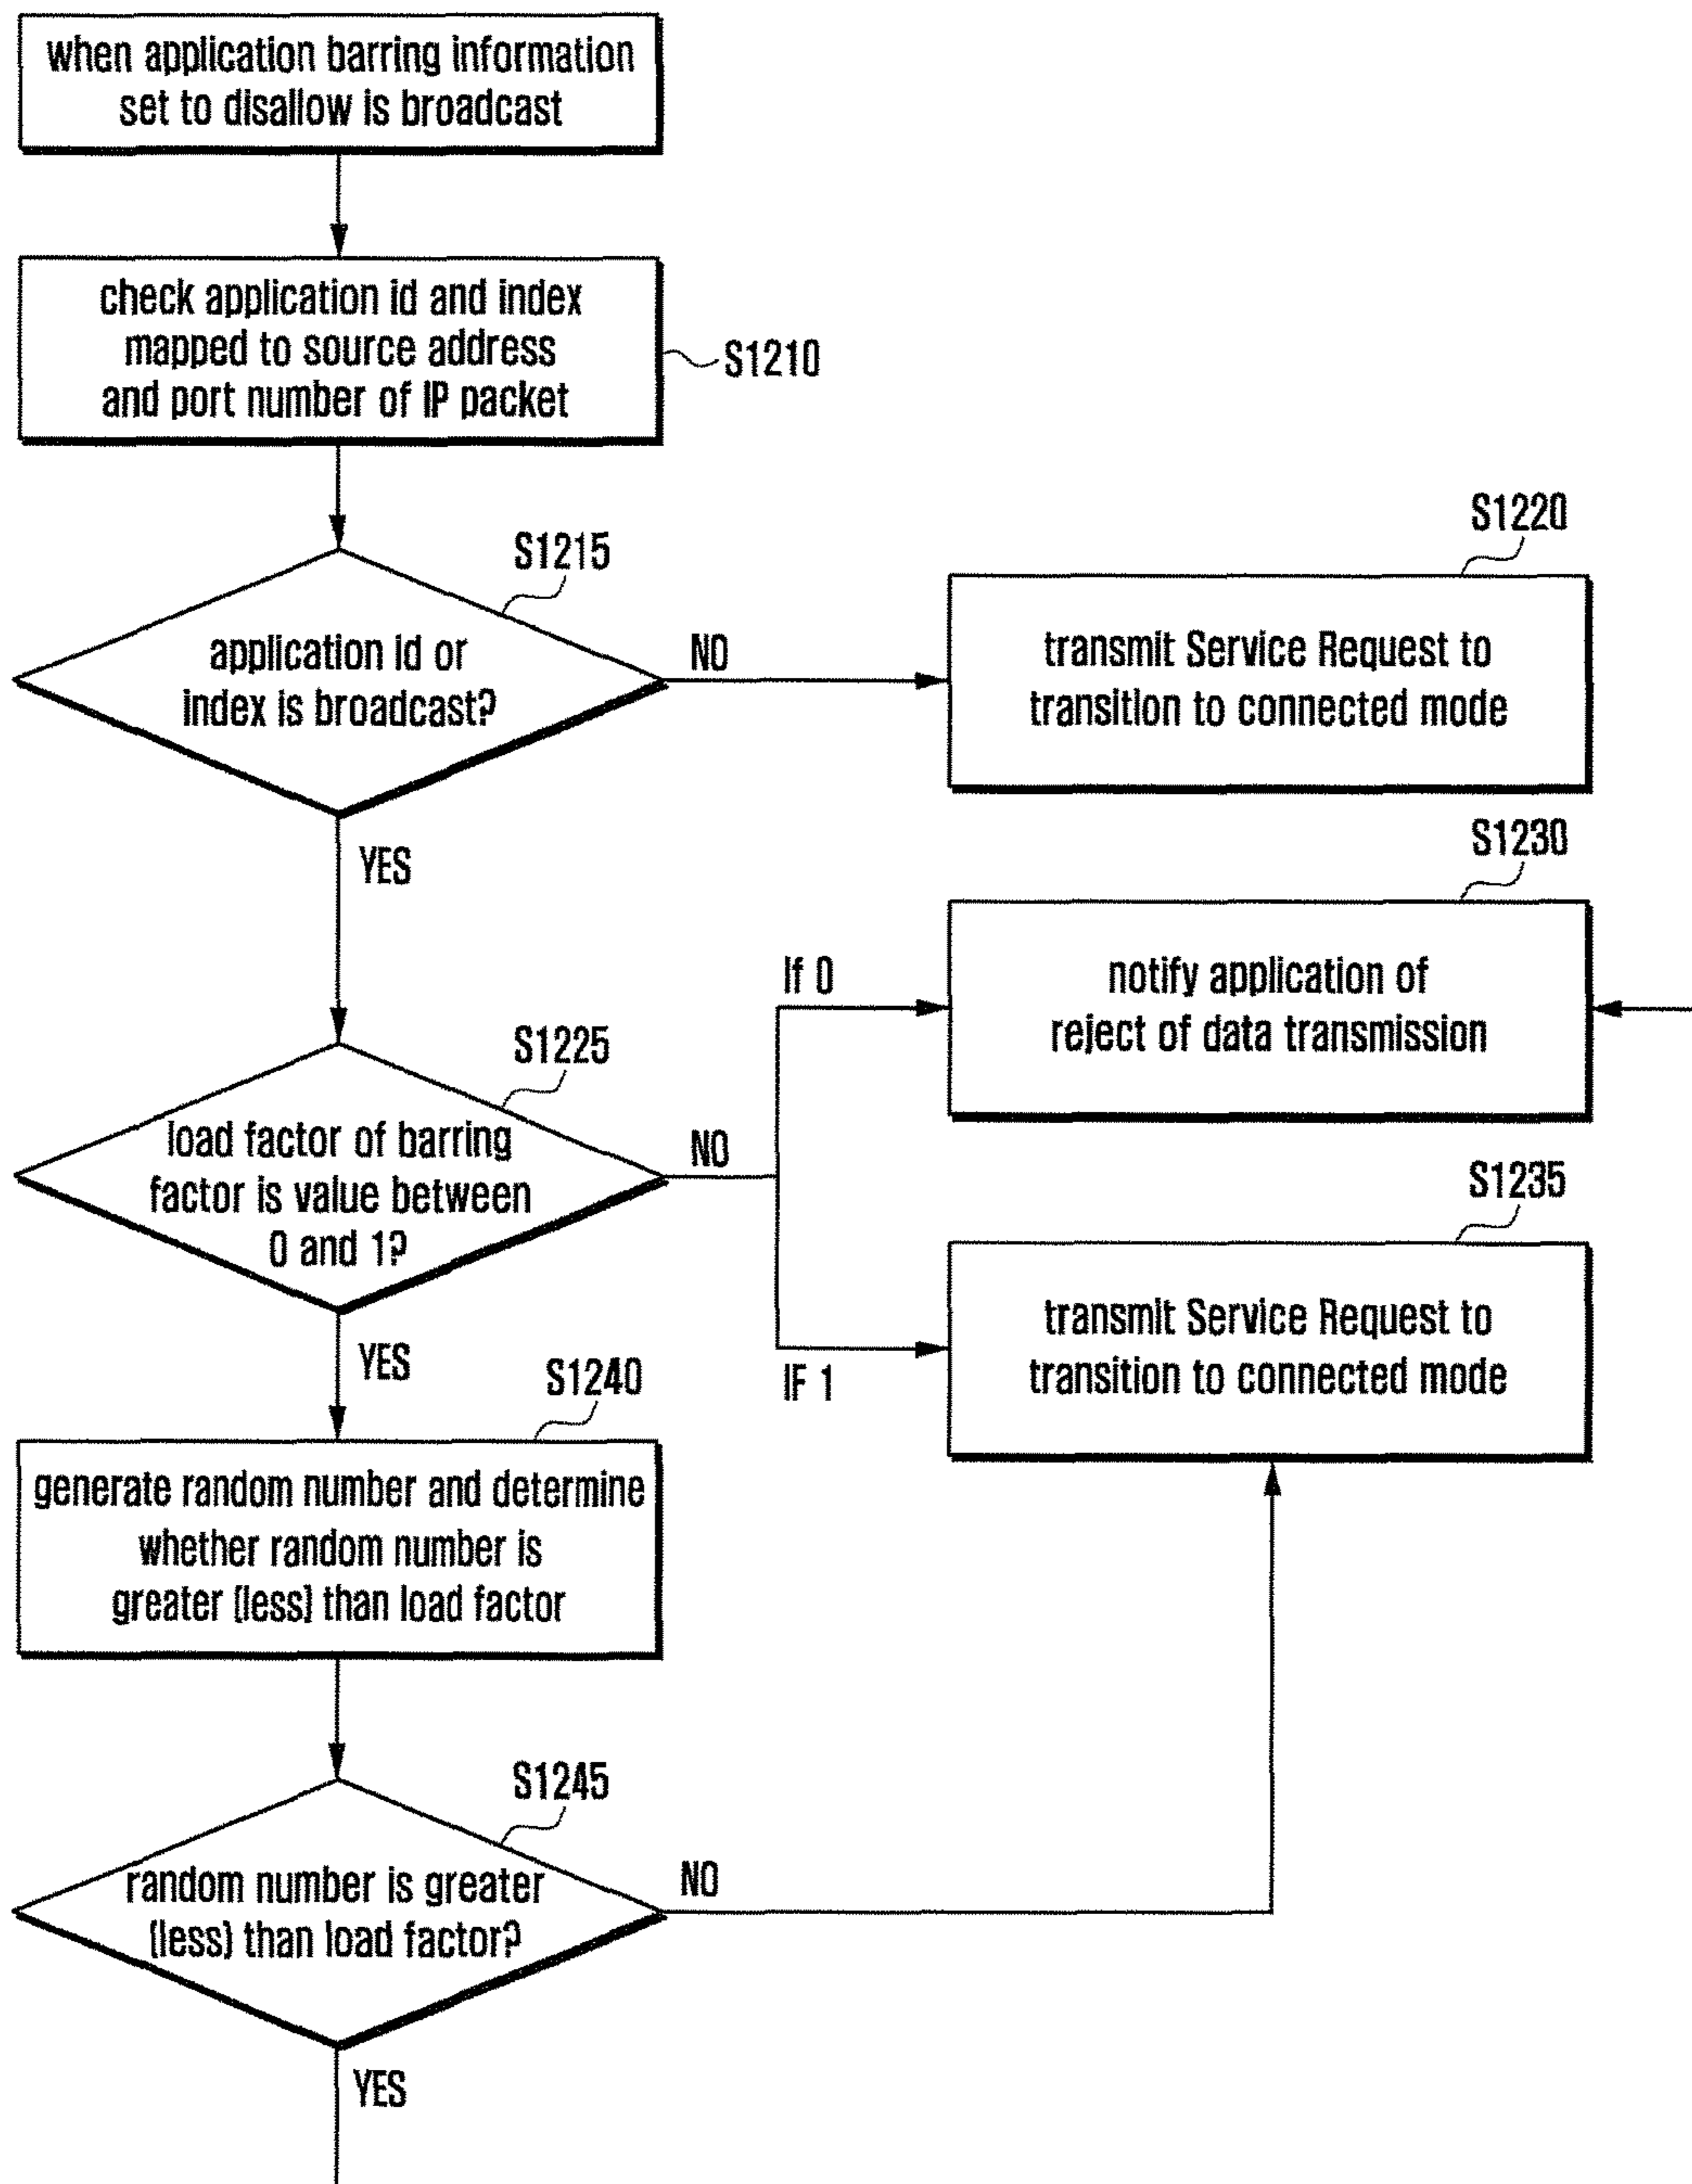 when application barring information
set to disallow is broadcast
check application id and index
mapped to source address
and port number of IP packet
S1210
S1215
application id or
index is broadcast?
NO
S1220
transmit Service Request to
transition to connected mode
YES
S1225
load factor of barring
factor is value between
0 and 1?
NO
If 0
S1230
notify application of
reject of data transmission
IF 1
S1235
transmit Service Request to
transition to connected mode
YES
S1240
generate random number and determine
whether random number is
greater (less) than load factor
S1245
random number is greater
(less) than load factor?
NO
YES